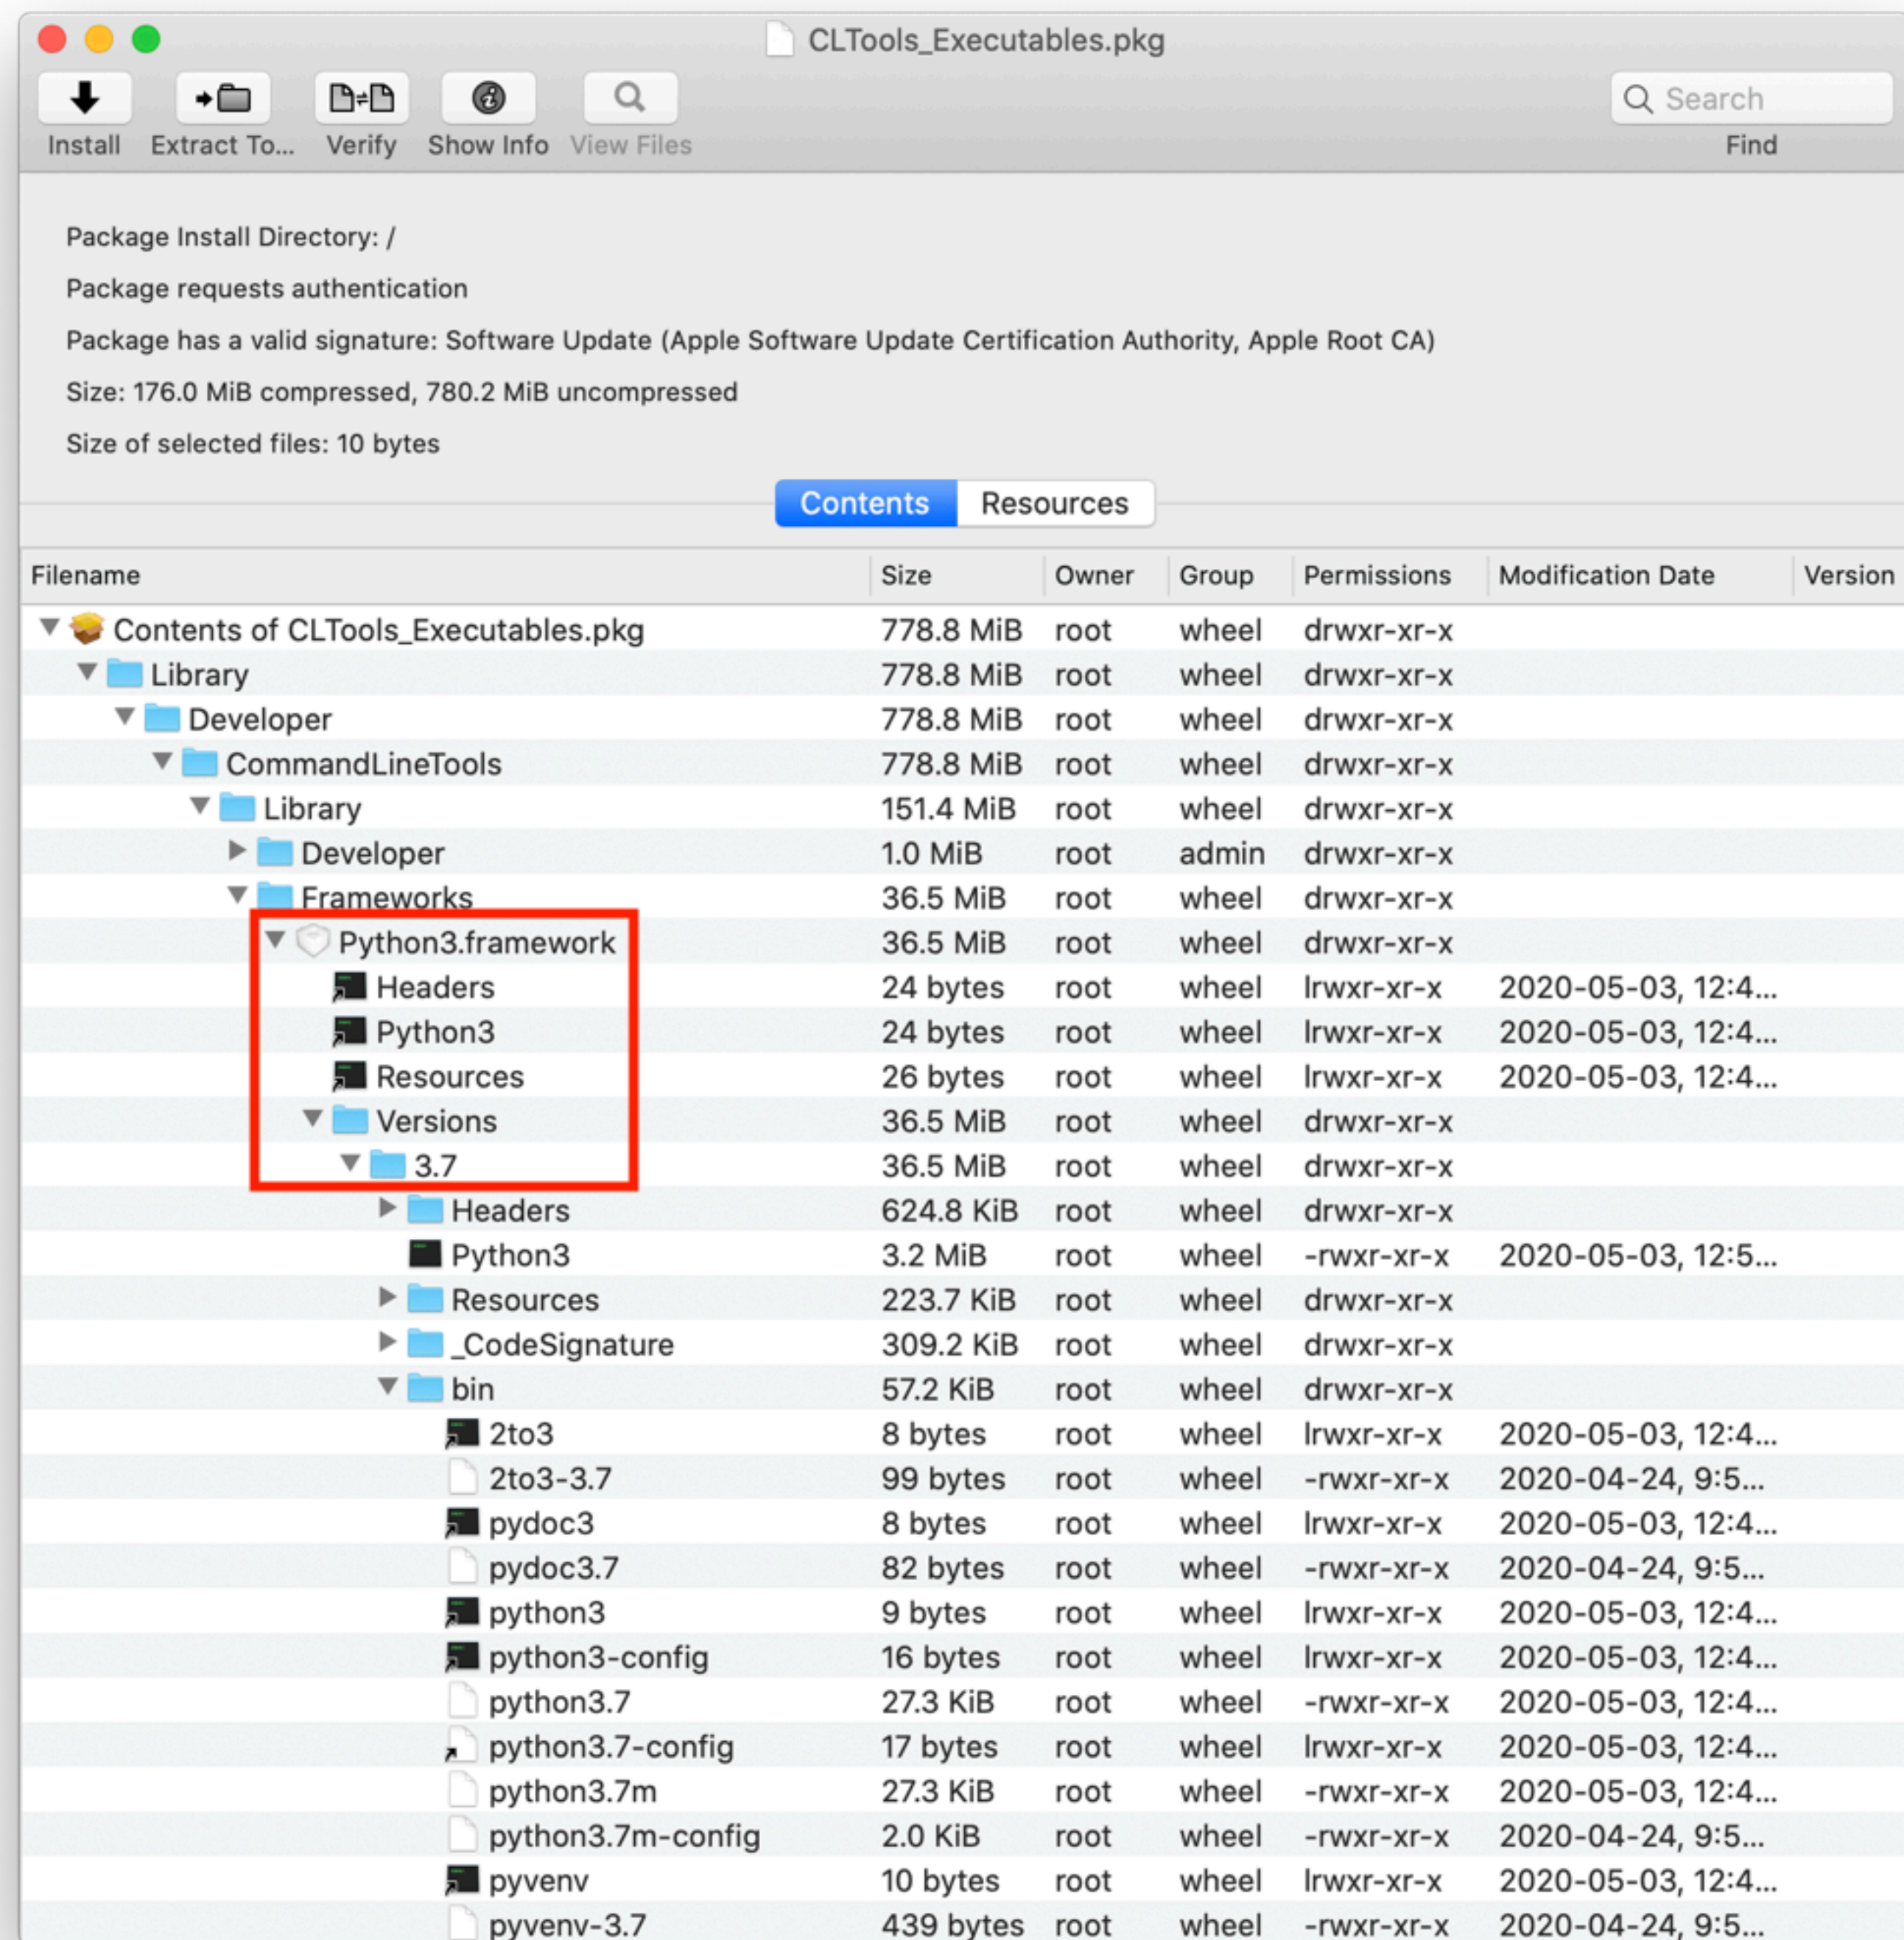 CLTools_Executables.pkg
Install Extract To... Verify Show Info View Files Search
Find
Package Install Directory: /
Package requests authentication
Package has a valid signature: Software Update (Apple Software Update Certification Authority, Apple Root CA)
Size: 176.0 MiB compressed, 780.2 MiB uncompressed
Size of selected files: 10 bytes
Contents Resources
Filename Size Owner Group Permissions Modification Date Version
Contents of CLTools_Executables.pkg 778.8 MiB root wheel drwxr-xr-x
Library 778.8 MiB root wheel drwxr-xr-x
Developer 778.8 MiB root wheel drwxr-xr-x
CommandLineTools 778.8 MiB root wheel drwxr-xr-x
Library 151.4 MiB root wheel drwxr-xr-x
Developer 1.0 MiB root admin drwxr-xr-x
Frameworks 36.5 MiB root wheel drwxr-xr-x
Python3.framework 36.5 MiB root wheel drwxr-xr-x
Headers 24 bytes root wheel lrwxr-xr-x 2020-05-03, 12:4...
Python3 24 bytes root wheel lrwxr-xr-x 2020-05-03, 12:4...
Resources 26 bytes root wheel lrwxr-xr-x 2020-05-03, 12:4...
Versions 36.5 MiB root wheel drwxr-xr-x
3.7 36.5 MiB root wheel drwxr-xr-x
Headers 624.8 KiB root wheel drwxr-xr-x
Python3 3.2 MiB root wheel -rwxr-xr-x 2020-05-03, 12:5...
Resources 223.7 KiB root wheel drwxr-xr-x
_CodeSignature 309.2 KiB root wheel drwxr-xr-x
bin 57.2 KiB root wheel drwxr-xr-x
2to3 8 bytes root wheel lrwxr-xr-x 2020-05-03, 12:4...
2to3-3.7 99 bytes root wheel -rwxr-xr-x 2020-04-24, 9:5...
pydoc3 8 bytes root wheel lrwxr-xr-x 2020-05-03, 12:4...
pydoc3.7 82 bytes root wheel -rwxr-xr-x 2020-04-24, 9:5...
python3 9 bytes root wheel lrwxr-xr-x 2020-05-03, 12:4...
python3-config 16 bytes root wheel lrwxr-xr-x 2020-05-03, 12:4...
python3.7 27.3 KiB root wheel -rwxr-xr-x 2020-05-03, 12:4...
python3.7-config 17 bytes root wheel lrwxr-xr-x 2020-05-03, 12:4...
python3.7m 27.3 KiB root wheel -rwxr-xr-x 2020-05-03, 12:4...
python3.7m-config 2.0 KiB root wheel -rwxr-xr-x 2020-04-24, 9:5...
pyvenv 10 bytes root wheel lrwxr-xr-x 2020-05-03, 12:4...
pyvenv-3.7 439 bytes root wheel -rwxr-xr-x 2020-04-24, 9:5...